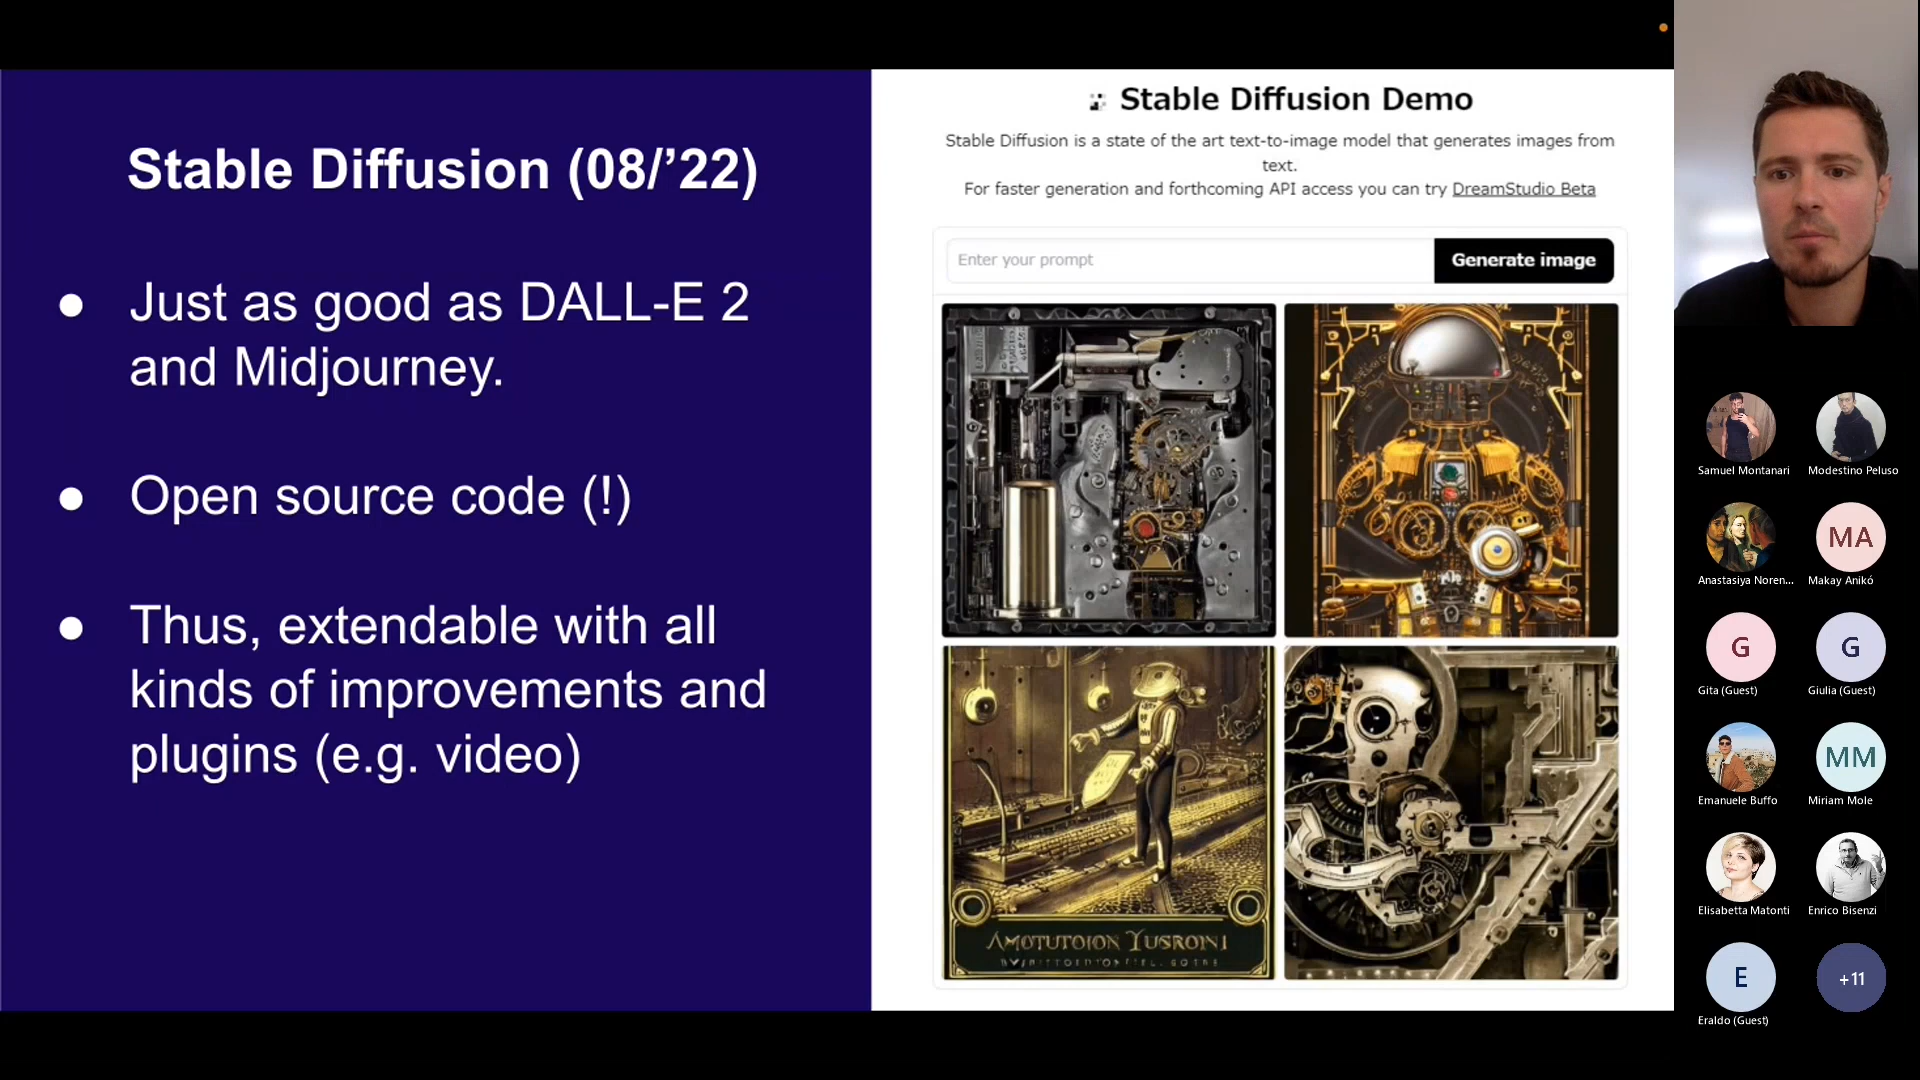 Stable Diffusion (08/’22)
● Just as good as DALL-E 2
and Midjourney.
● Open source code (!)
● Thus, extendable with all
kinds of improvements and
plugins (e.g. video)
Stable Diffusion Demo
Stable Diffusion is a state of the art text-to-image model that generates images from
text.
For faster generation and forthcoming API access you can try DreamStudio Beta
Enter your prompt
Generate image
AMOTUTOION YUSRONI
Samuel Montanari
Modestino Peluso
Anastasiya Noren...
MA
Makay Anikó
G
Gita (Guest)
G
Giulia (Guest)
Emanuele Buffo
MM
Miriam Mole
Elisabetta Matonti
Enrico Bisenzi
E
Eraldo (Guest)
+11